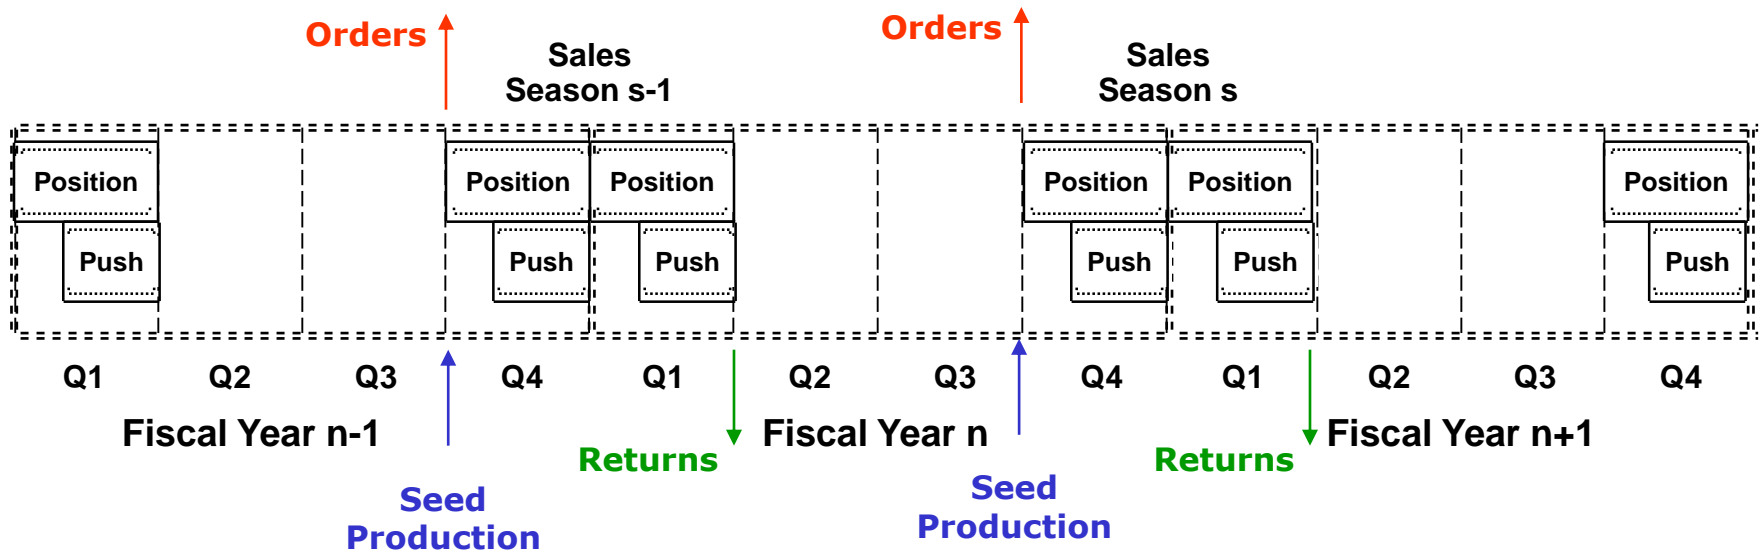 Orders
Orders
Sales
Season s-1
Sales
Season s
Position
Position
Position
Position
Position
Position
Push
Push
Push
Push
Push
Push
Q1
Q2
Q3
Q4
Q1
Q2
Q3
Q4
Q1
Q2
Q3
Q4
Fiscal Year n-1
Fiscal Year n
Fiscal Year n+1
Returns
Returns
Seed
Production
Seed
Production